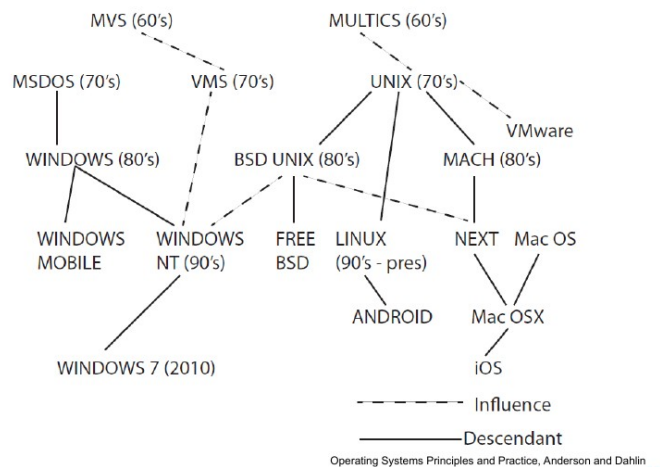 MVS (60's) MULTICS (60's)
MSDOS (70's) VMS (70's) UNIX (70's)
VMware
WINDOWS (80's) BSD UNIX (80's) MACH (80's)
WINDOWS MOBILE
WINDOWS NT (90's)
FREE BSD
LINUX (90's - pres)
NEXT
Mac OS
ANDROID Mac OSX
WINDOWS 7 (2010) iOS
Influence
Descendant
Operating Systems Principles and Practice, Anderson and Dahlin